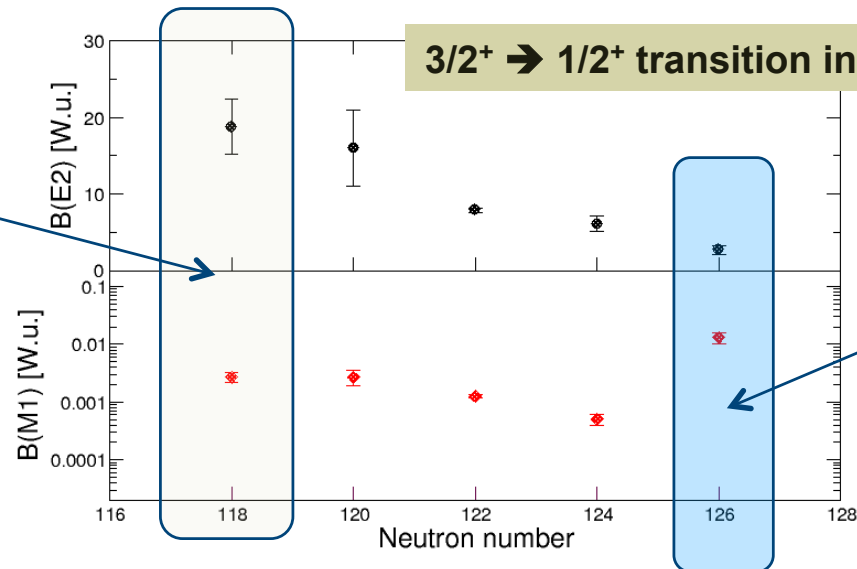 3/2⁺ ➔ 1/2⁺ transition in
30
20
10
0
B(E2) [W.u.]
0.1
0.01
0.001
0.0001
B(M1) [W.u.]
116 118 120 122 124 126 128
Neutron number